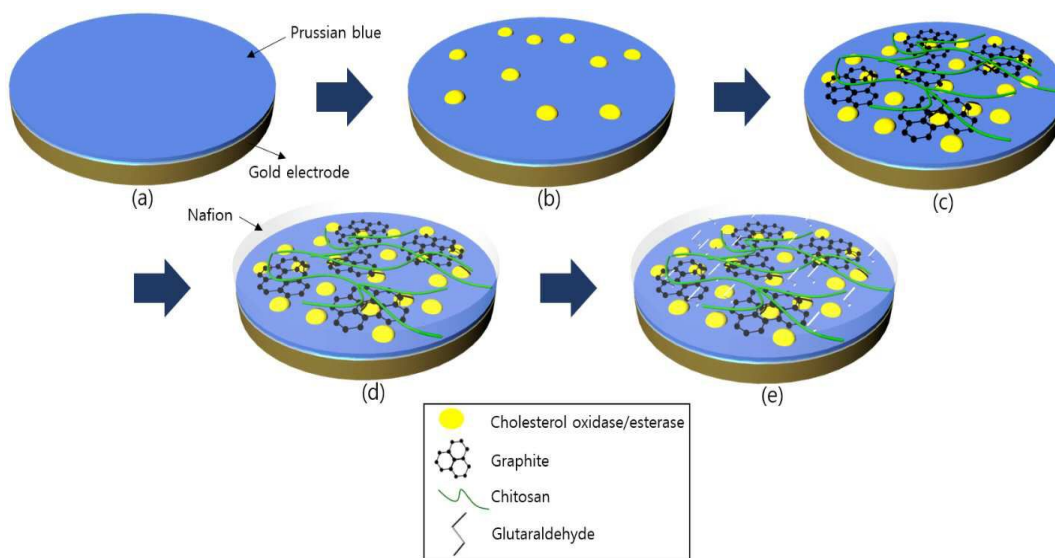 Prussian blue
Gold electrode
(a)
(b)
(c)
Nafion
(d)
(e)
Cholesterol oxidase/esterase
Graphite
Chitosan
Glutaraldehyde